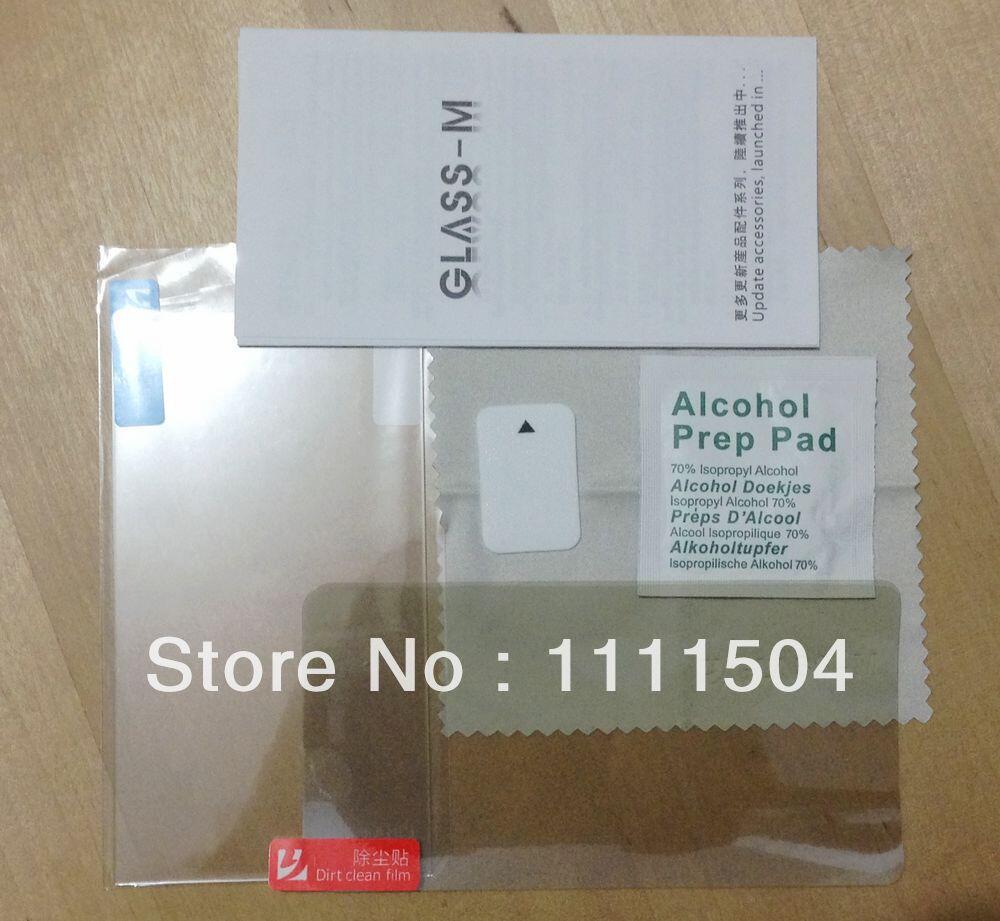 GLASS-M
更多更新産品配件系列，陸續推出中...
Update accessories, launched in ...
Alcohol
Prep Pad
70% Isopropyl Alcohol
Alcohol Doekjes
Isopropyl Alcohol 70%
Préps D'Alcool
Alcool Isopropilique 70%
Alkoholtupfer
Isopropilische Alkohol 70%
Store No : 1111504
除尘贴
Dirt clean film